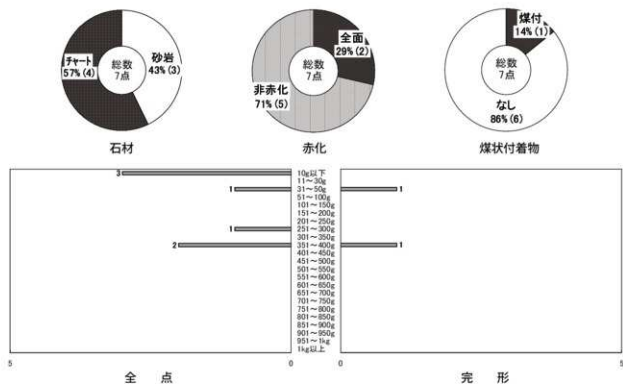 チャート
57% (4)
砂岩
43% (3)
総数
7点
石材
全面
29% (2)
非赤化
71% (5)
総数
7点
赤化
煤付
14% (1)
なし
86% (6)
総数
7点
煤状付着物
3
1
1
2
10g以下
11～30g
31～50g
51～100g
101～150g
151～200g
201～250g
251～300g
301～350g
351～400g
401～450g
451～500g
501～550g
551～600g
601～650g
651～700g
701～750g
751～800g
801～850g
851～900g
901～950g
951～1kg
1kg以上
1
1
5 0 0 5
全 点 完 形